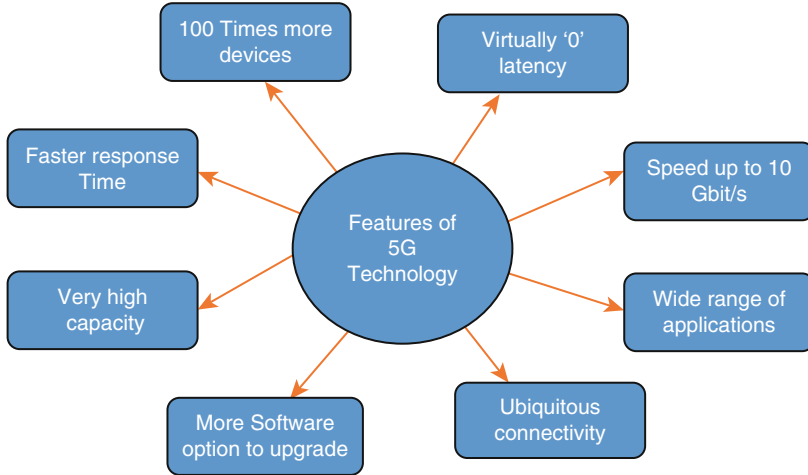 100 Times more
devices
Virtually ‘0’
latency
Faster response
Time
Speed up to 10
Gbit/s
Features of
5G
Technology
Very high
capacity
Wide range of
applications
More Software
option to upgrade
Ubiquitous
connectivity